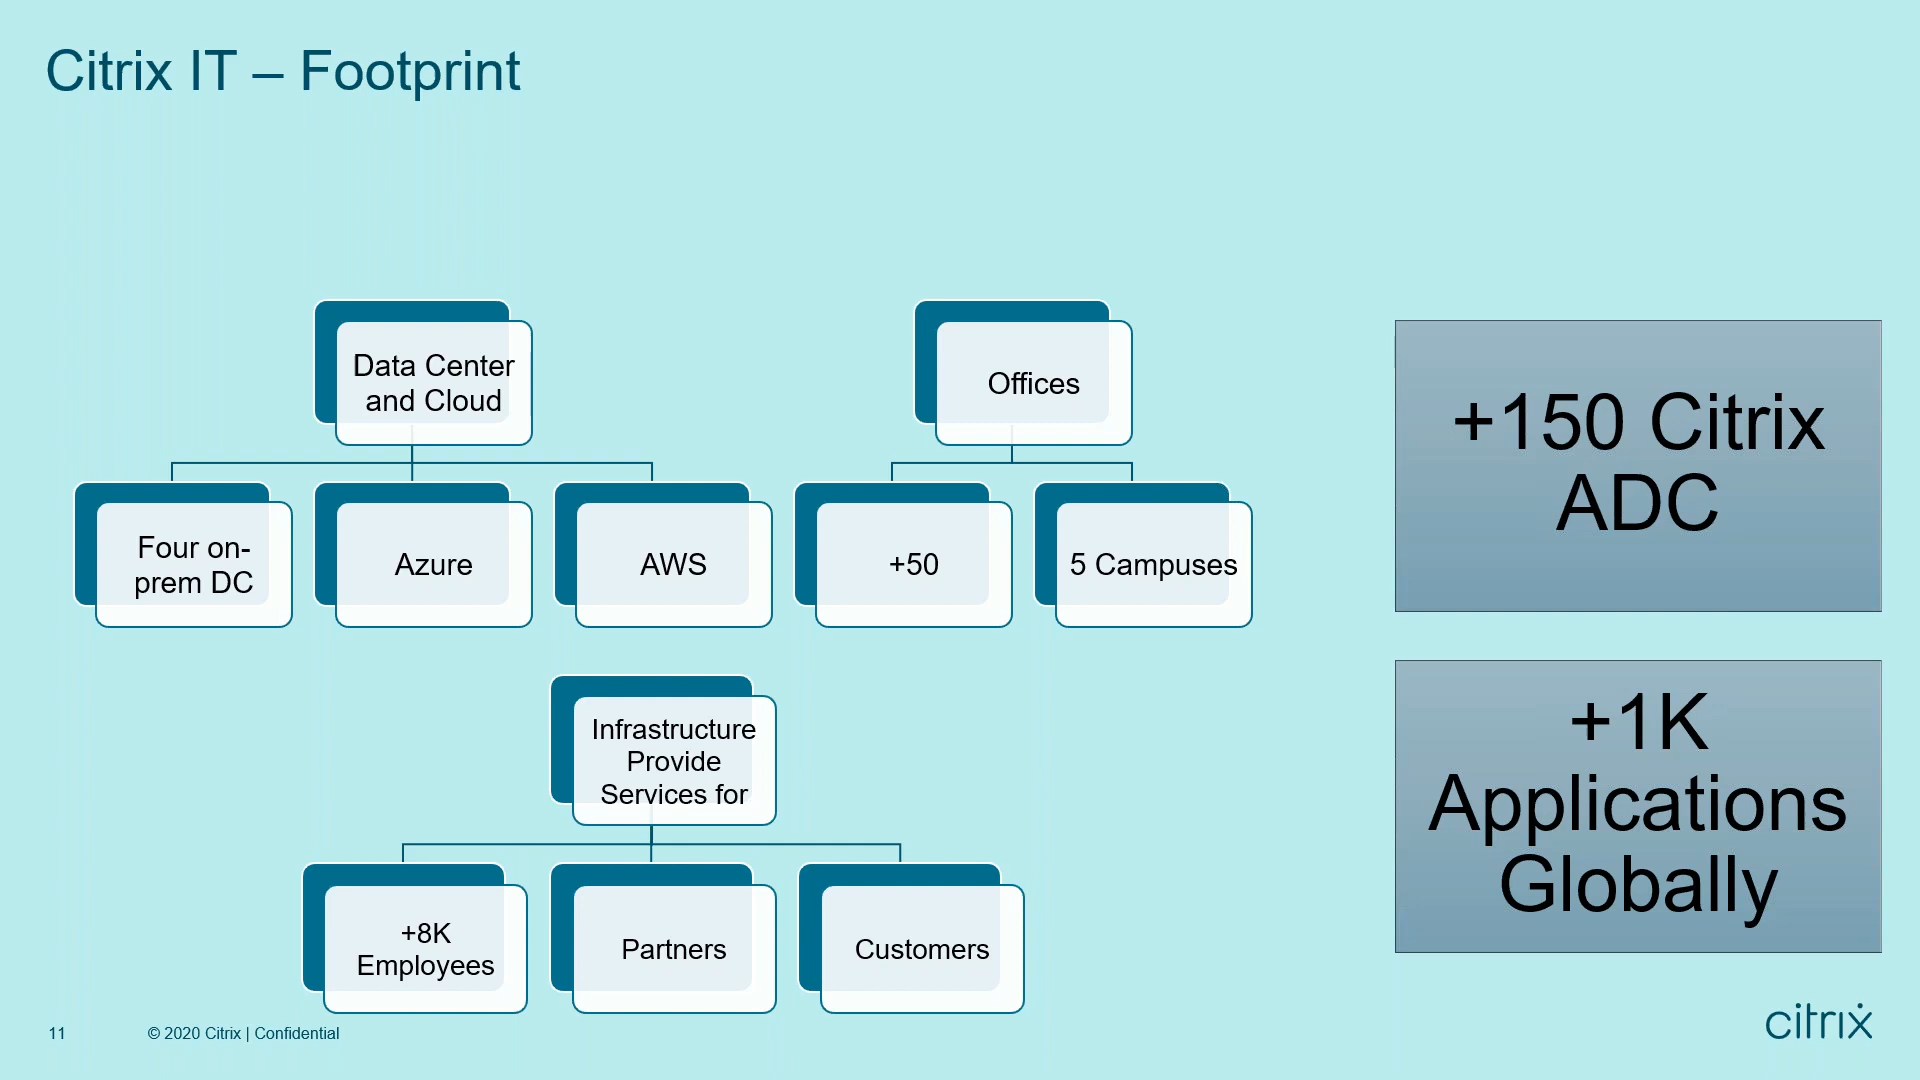 Citrix IT – Footprint
Data Center
and Cloud
Four on-
prem DC
Azure
AWS
Offices
+50
5 Campuses
Infrastructure
Provide
Services for
+8K
Employees
Partners
Customers
+150 Citrix
ADC
+1K
Applications
Globally
11
© 2020 Citrix | Confidential
citrix